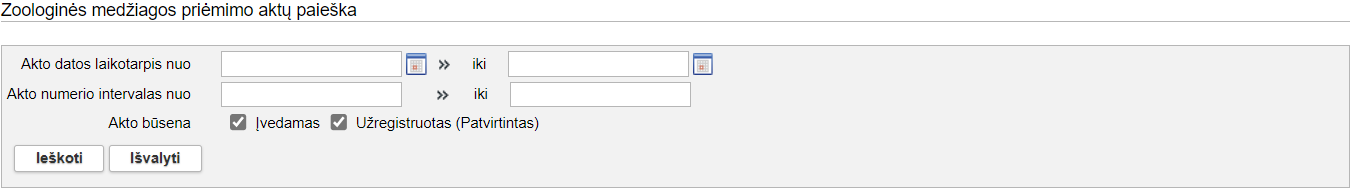 Zoologinės medžiagos priėmimo aktų paieška
Akto datos laikotarpis nuo » iki
Akto numerio intervalas nuo » iki
Akto būsena Įvedamas Užregistruotas (Patvirtintas)
Ieškoti Išvalyti